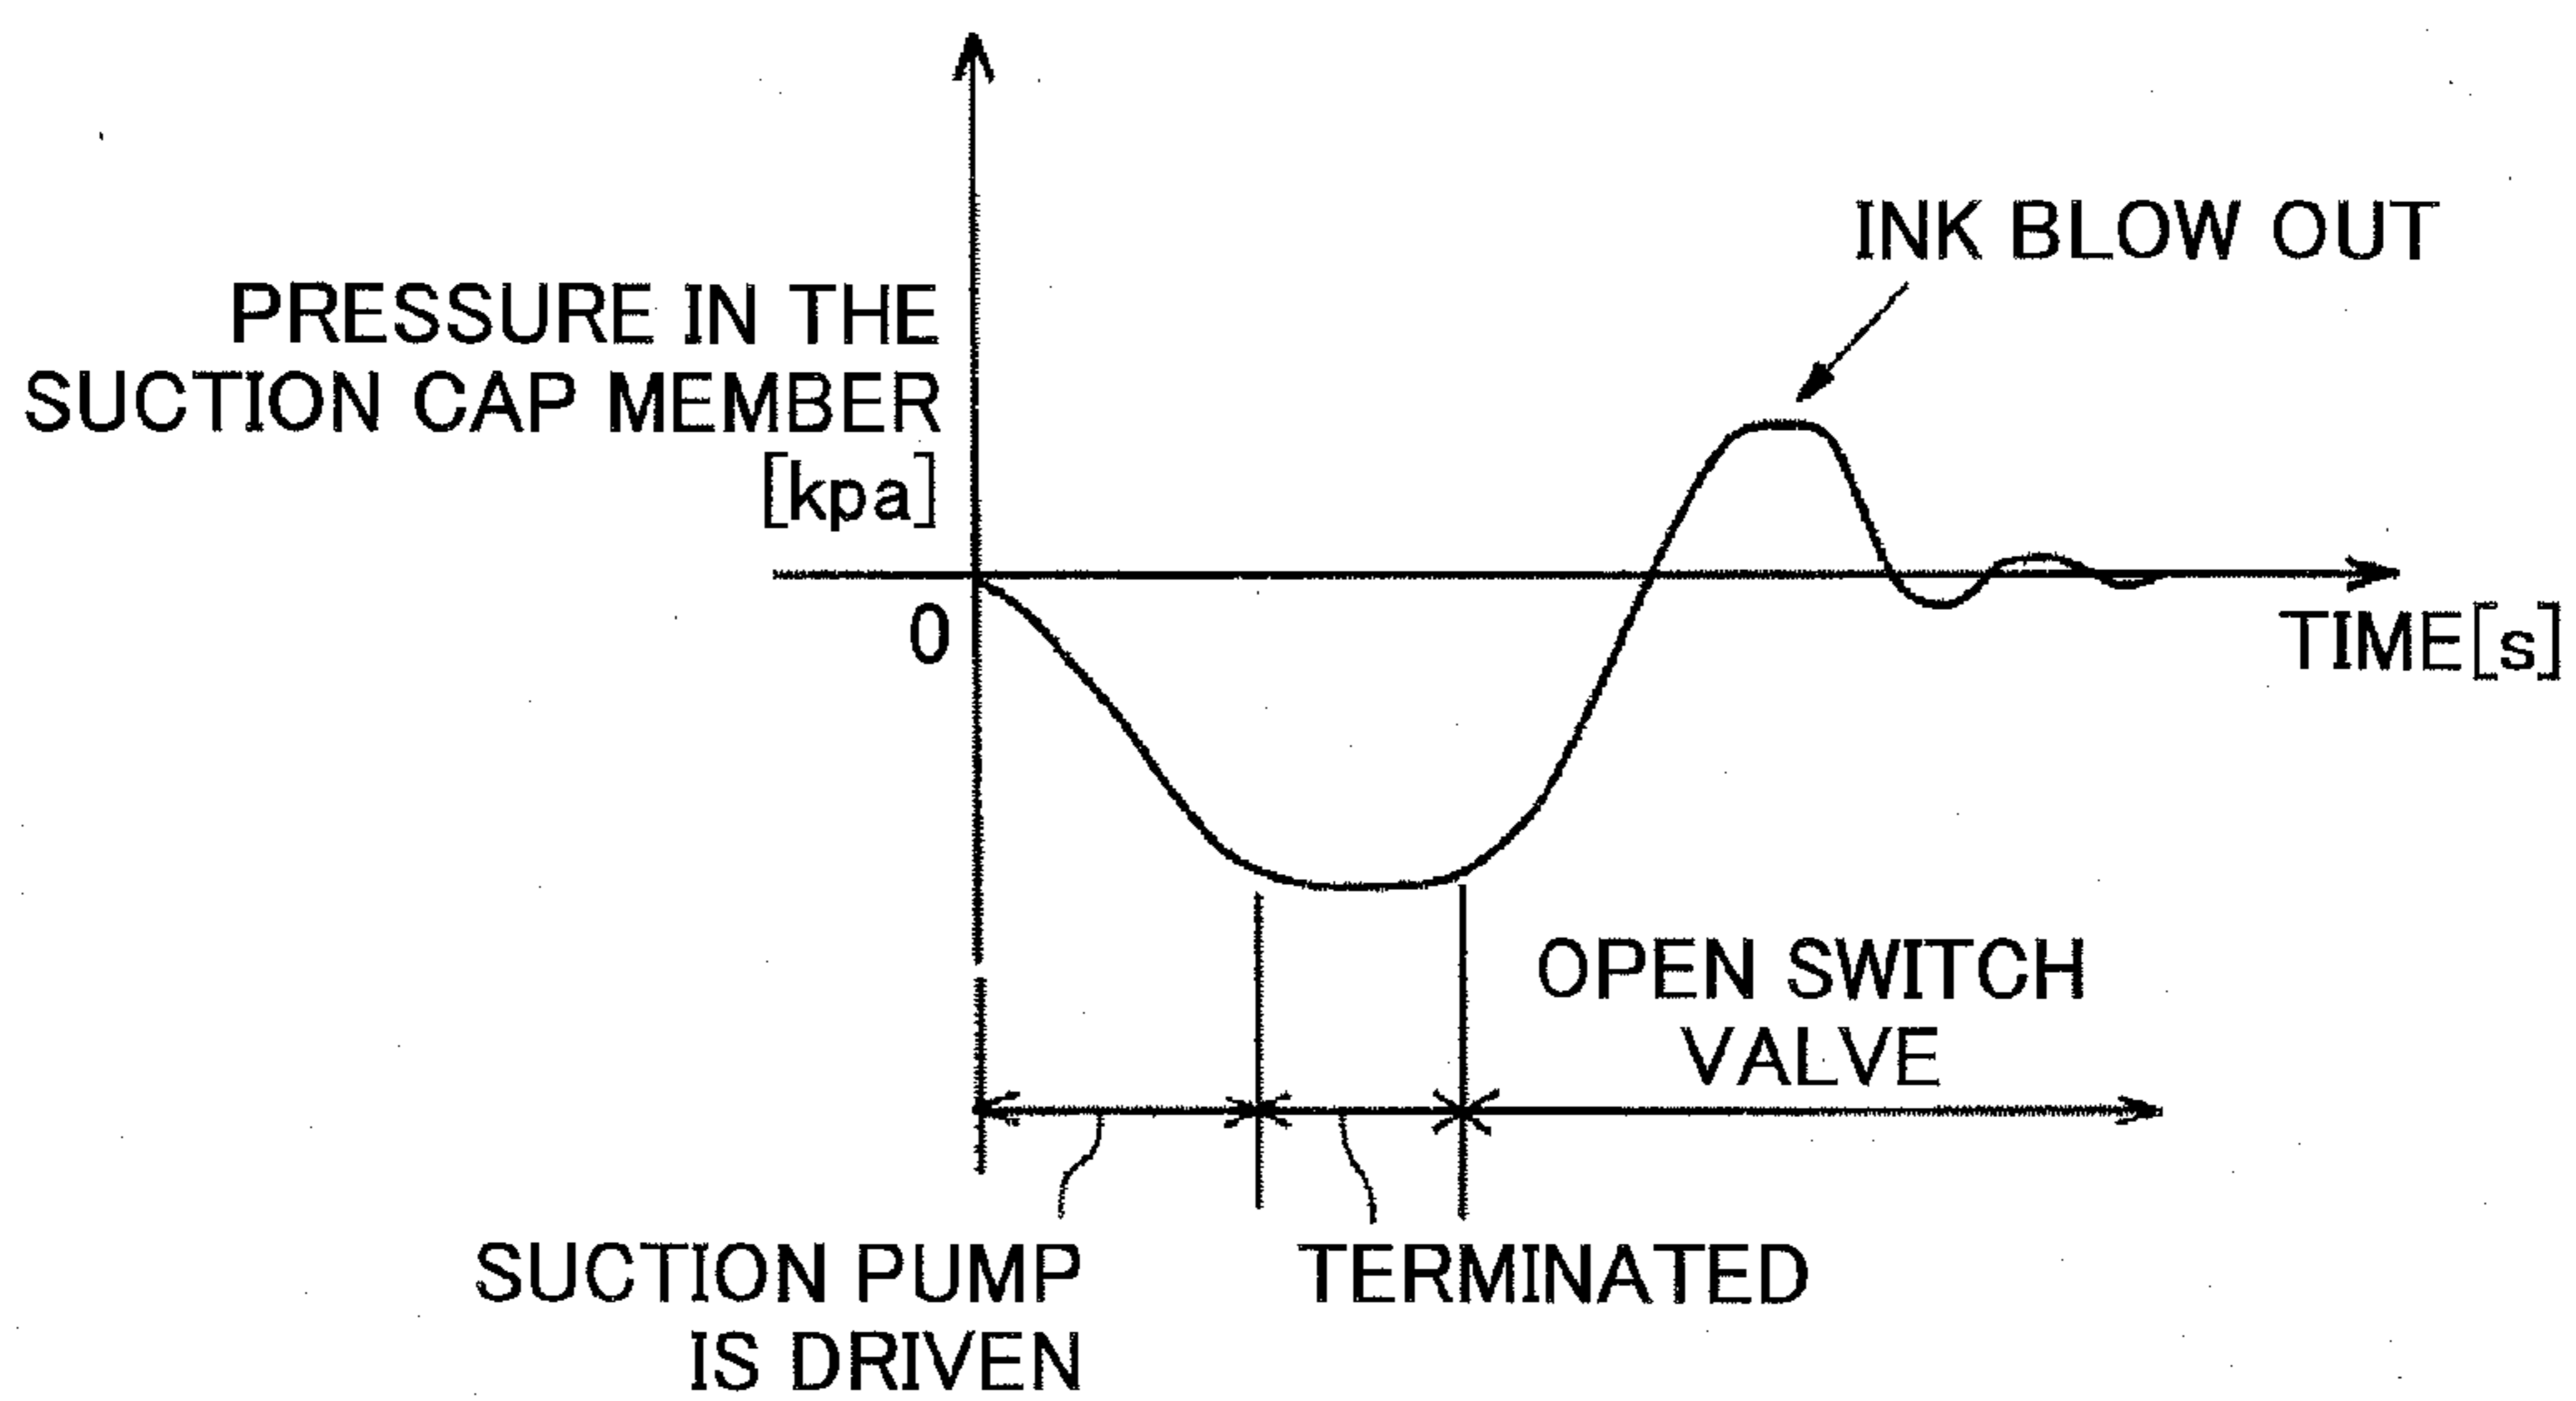 INK BLOW OUT
PRESSURE IN THE
SUCTION CAP MEMBER
[kpa]
0
TIME[s]
OPEN SWITCH
VALVE
SUCTION PUMP
IS DRIVEN
TERMINATED